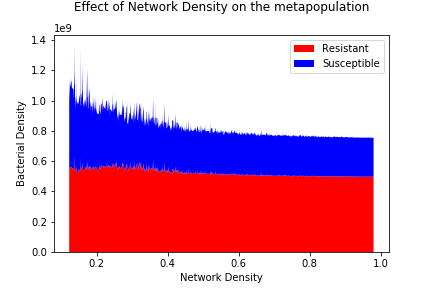 Effect of Network Density on the metapopulation
1e9
1.4
1.2
1.0
0.8
0.6
0.4
0.2
0.0
Bacterial Density
Resistant
Susceptible
0.2 0.4 0.6 0.8 1.0
Network Density